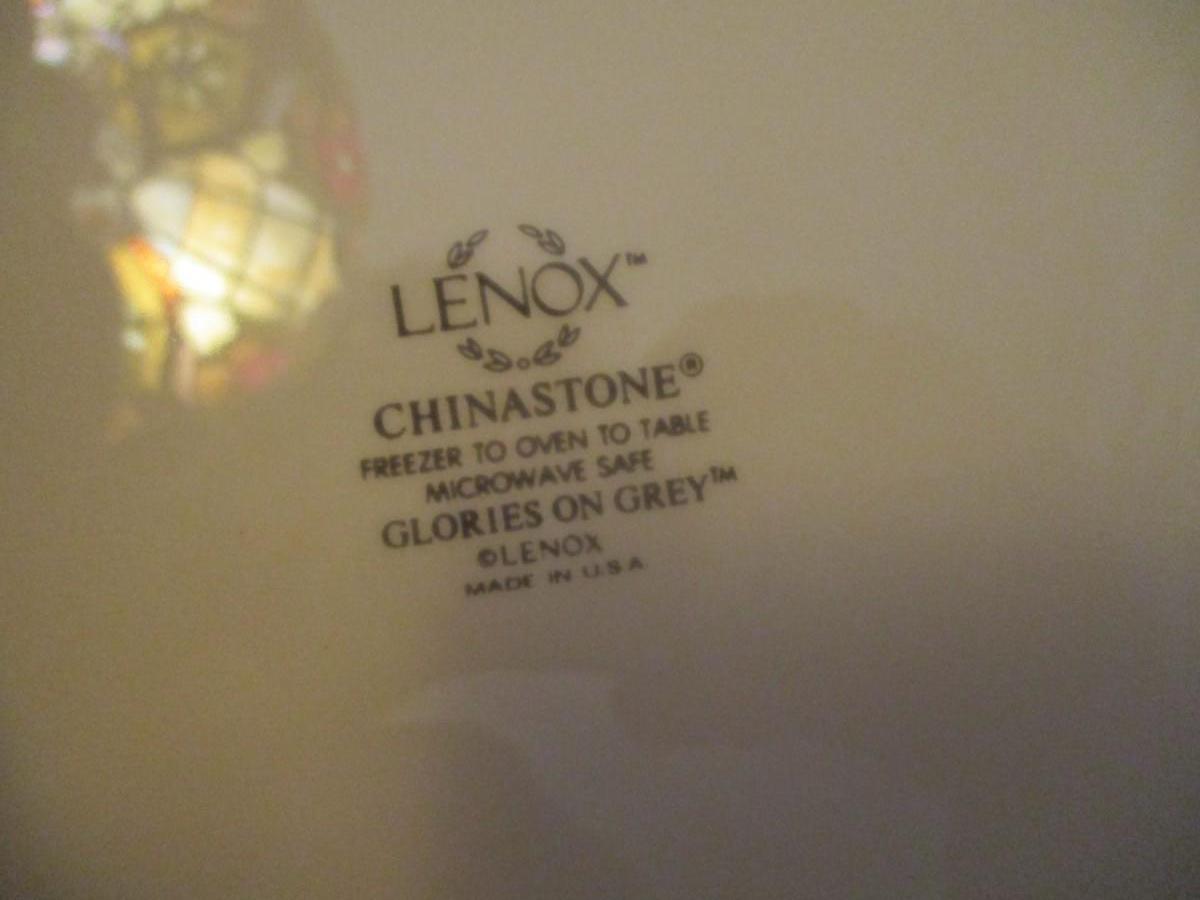 LENOX™
CHINASTONE®
FREEZER TO OVEN TO TABLE
MICROWAVE SAFE
GLORIES ON GREY™
©LENOX
MADE IN U.S.A.